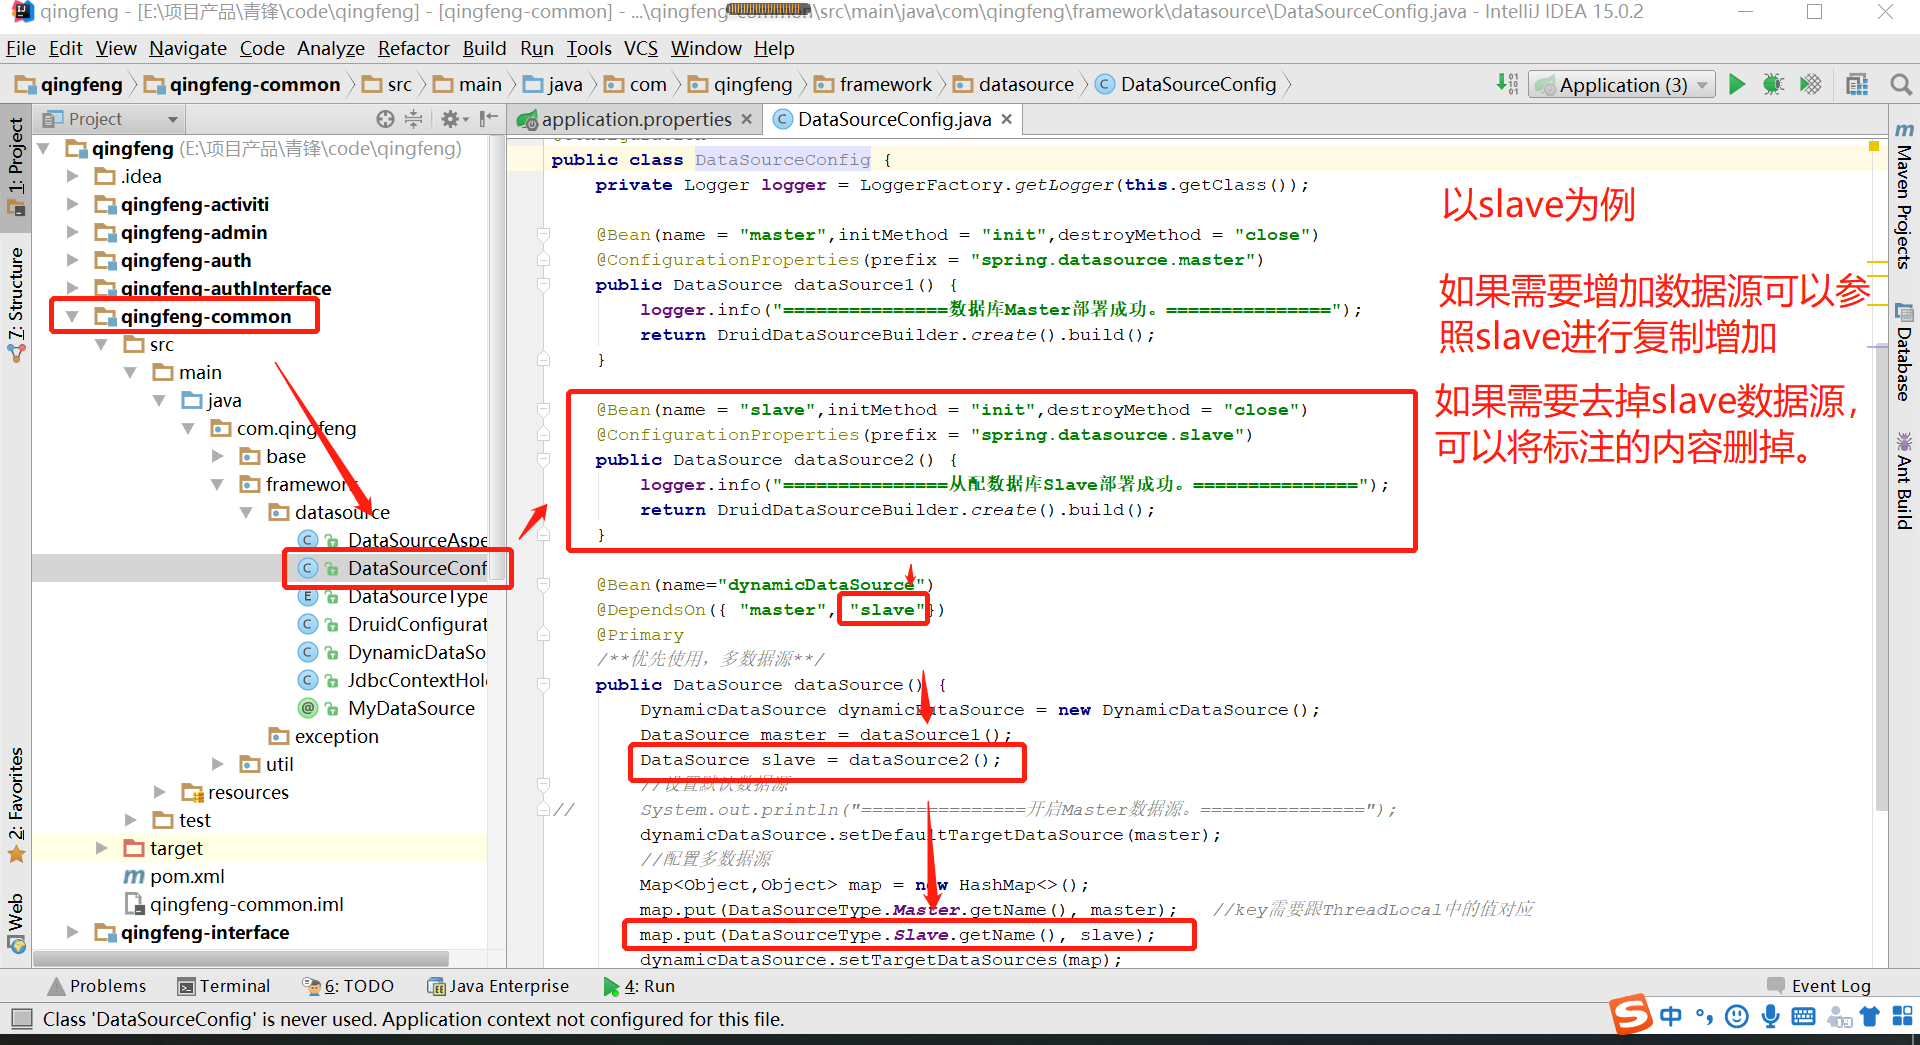 qingfeng - [E:\项目产品\青锋\code\qingfeng] - [qingfeng-common] - ...\qingfeng-common\src\main\java\com\qingfeng\framework\datasource\DataSourceConfig.java - IntelliJ IDEA 15.0.2
File Edit View Navigate Code Analyze Refactor Build Run Tools VCS Window Help
qingfeng qingfeng-common src main java com qingfeng framework datasource DataSourceConfig
Application (3)
Project
application.properties
DataSourceConfig.java
1: Project
7: Structure
2: Favorites
Web
qingfeng (E:\项目产品\青锋\code\qingfeng)
.idea
qingfeng-activiti
qingfeng-admin
qingfeng-auth
qingfeng-authInterface
qingfeng-common
src
main
java
com.qingfeng
base
framework
datasource
DataSourceAspe
DataSourceConf
DataSourceType
DruidConfigurat
DynamicDataSo
JdbcContextHol
MyDataSource
exception
util
resources
test
target
pom.xml
qingfeng-common.iml
qingfeng-interface
public class DataSourceConfig {
private Logger logger = LoggerFactory.getLogger(this.getClass());
@Bean(name = "master",initMethod = "init",destroyMethod = "close")
@ConfigurationProperties(prefix = "spring.datasource.master")
public DataSource dataSource1() {
logger.info("===============数据库Master部署成功。===============");
return DruidDataSourceBuilder.create().build();
}
@Bean(name = "slave",initMethod = "init",destroyMethod = "close")
@ConfigurationProperties(prefix = "spring.datasource.slave")
public DataSource dataSource2() {
logger.info("===============从配数据库Slave部署成功。===============");
return DruidDataSourceBuilder.create().build();
}
@Bean(name="dynamicDataSource")
@DependsOn({ "master", "slave"})
@Primary
/**优先使用，多数据源**/
public DataSource dataSource() {
DynamicDataSource dynamicDataSource = new DynamicDataSource();
DataSource master = dataSource1();
DataSource slave = dataSource2();
//设置默认数据源
// System.out.println("===============开启Master数据源。===============");
dynamicDataSource.setDefaultTargetDataSource(master);
//配置多数据源
Map<Object,Object> map = new HashMap<>();
map.put(DataSourceType.Master.getName(), master); //key需要跟ThreadLocal中的值对应
map.put(DataSourceType.Slave.getName(), slave);
dynamicDataSource.setTargetDataSources(map);
以slave为例
如果需要增加数据源可以参
照slave进行复制增加
如果需要去掉slave数据源，
可以将标注的内容删掉。
Maven Projects
Database
Ant Build
Problems Terminal 6: TODO Java Enterprise 4: Run Event Log
Class 'DataSourceConfig' is never used. Application context not configured for this file.
中